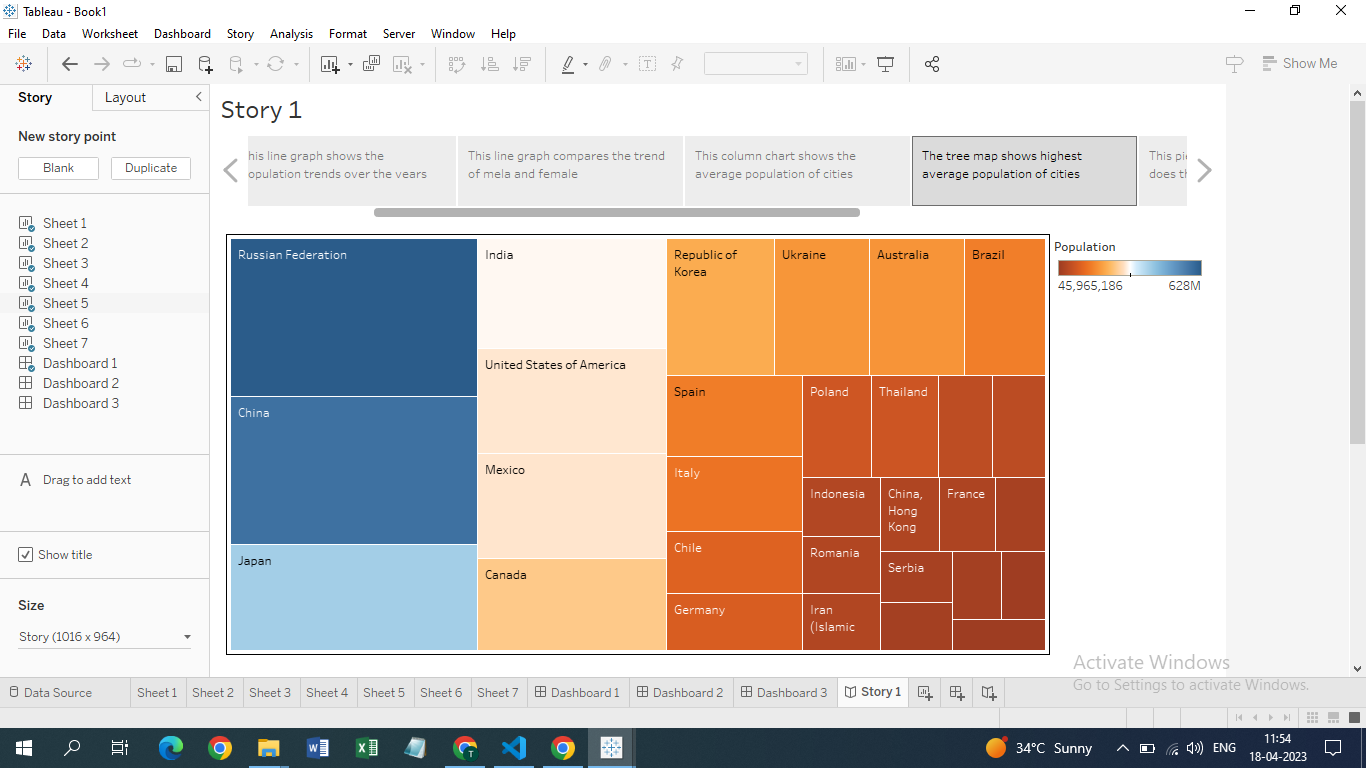 Tableau - Book1
File Data Worksheet Dashboard Story Analysis Format Server Window Help
Show Me
Story Layout
New story point
Blank Duplicate
Sheet 1
Sheet 2
Sheet 3
Sheet 4
Sheet 5
Sheet 6
Sheet 7
Dashboard 1
Dashboard 2
Dashboard 3
A Drag to add text
Show title
Size
Story (1016 x 964)
Story 1
his line graph shows the
opulation trends over the years
This line graph compares the trend
of mela and female
This column chart shows the
average population of cities
The tree map shows highest
average population of cities
This pi
does th
Russian Federation
China
Japan
India
United States of America
Mexico
Canada
Republic of
Korea
Ukraine
Australia
Brazil
Spain
Italy
Chile
Germany
Poland
Thailand
Indonesia
Romania
Iran
(Islamic
China,
Hong
Kong
France
Serbia
Population
45,965,186 628M
Activate Windows
Go to Settings to activate Windows.
Data Source Sheet 1 Sheet 2 Sheet 3 Sheet 4 Sheet 5 Sheet 6 Sheet 7 Dashboard 1 Dashboard 2 Dashboard 3 Story 1
34°C Sunny ENG 11:54
18-04-2023